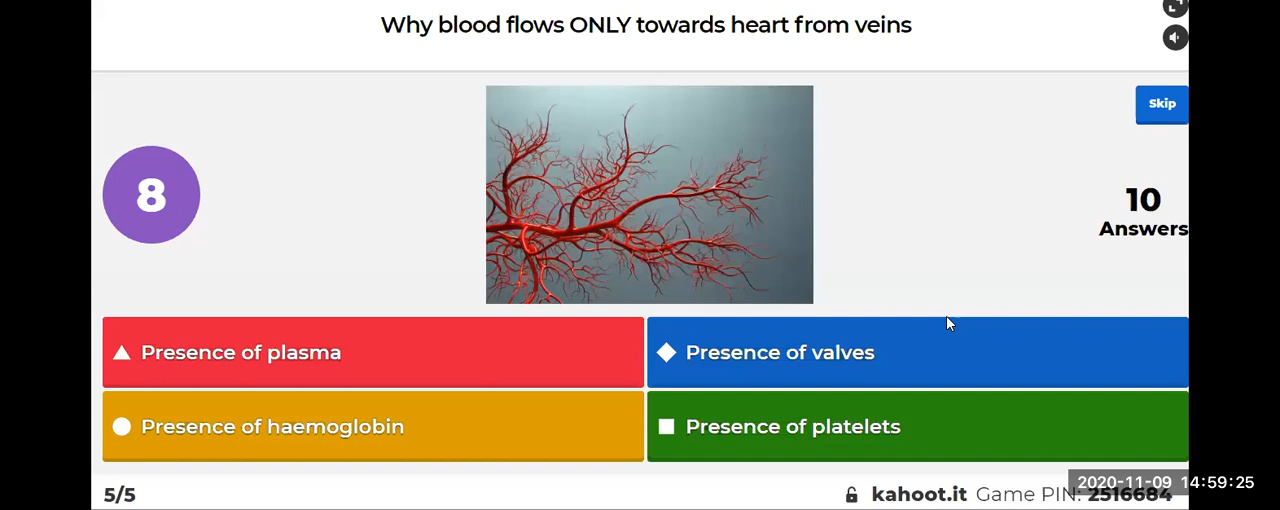 Why blood flows ONLY towards heart from veins
Skip
8
10
Answers
Presence of plasma
Presence of valves
Presence of haemoglobin
Presence of platelets
5/5
kahoot.it Game PIN: 2516684
2020-11-09 14:59:25